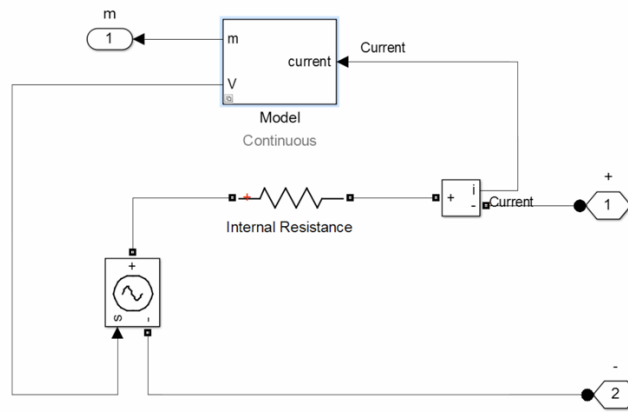 m
1
m
current
V
Current
Model
Continuous
+
Internal Resistance
+
i
-
Current
+
1
+
s
-
-
2